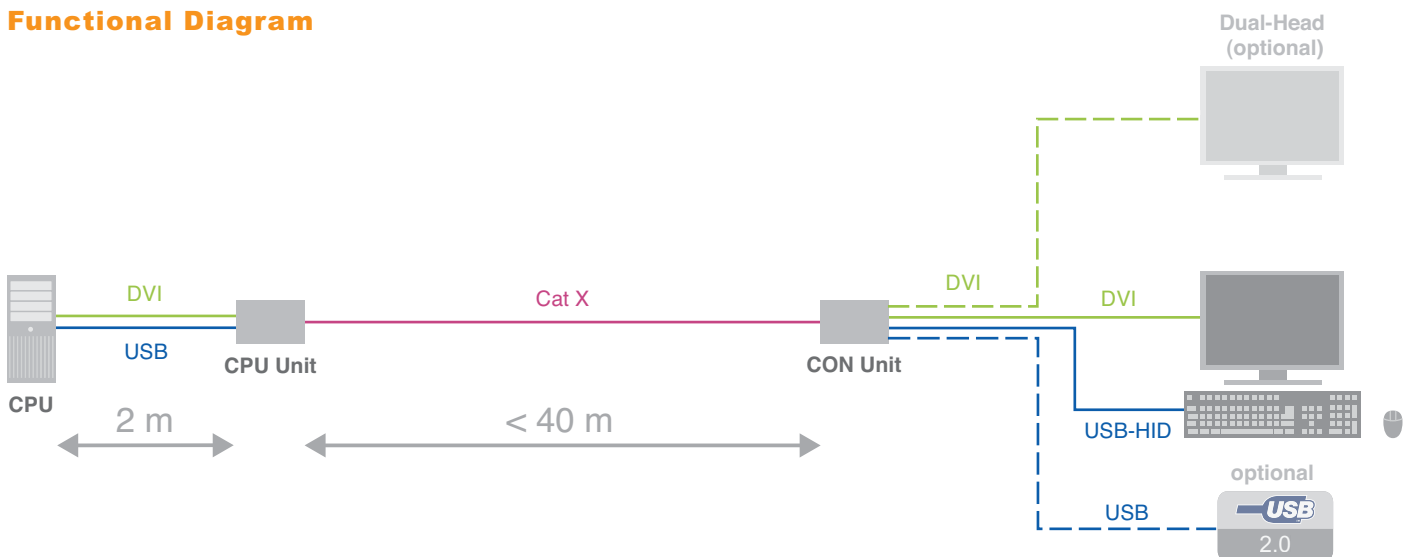 Functional Diagram
Dual-Head
(optional)
DVI
USB
CPU
CPU Unit
2 m
Cat X
< 40 m
CON Unit
DVI
DVI
USB-HID
USB
optional
USB
2.0